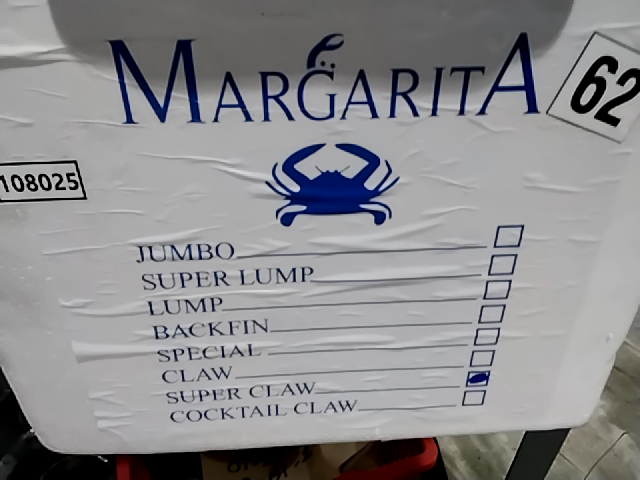 MARGARITA
62
108025
JUMBO
SUPER LUMP
LUMP
BACKFIN
SPECIAL
CLAW
SUPER CLAW
COCKTAIL CLAW